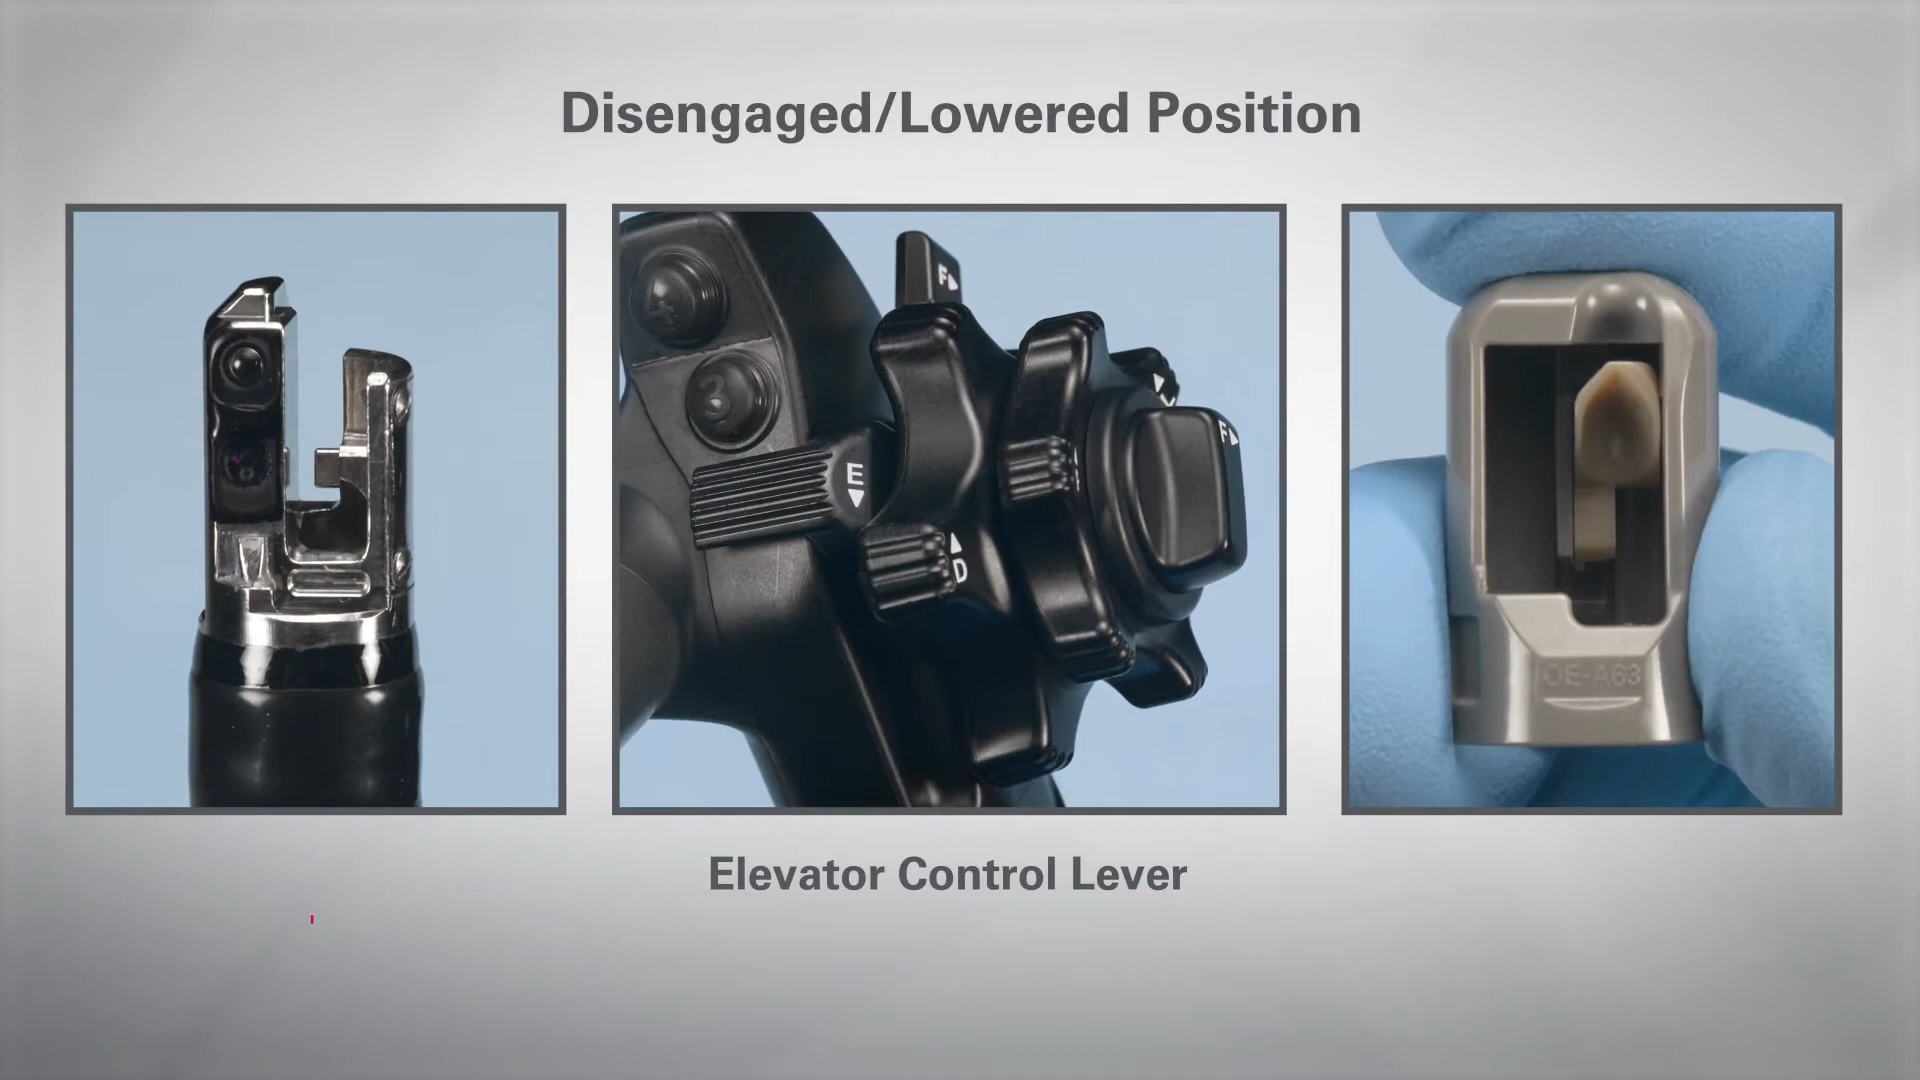 Disengaged/Lowered Position
4
3
F▶
E
▼
▲
D
F▶
OE-A63
Elevator Control Lever